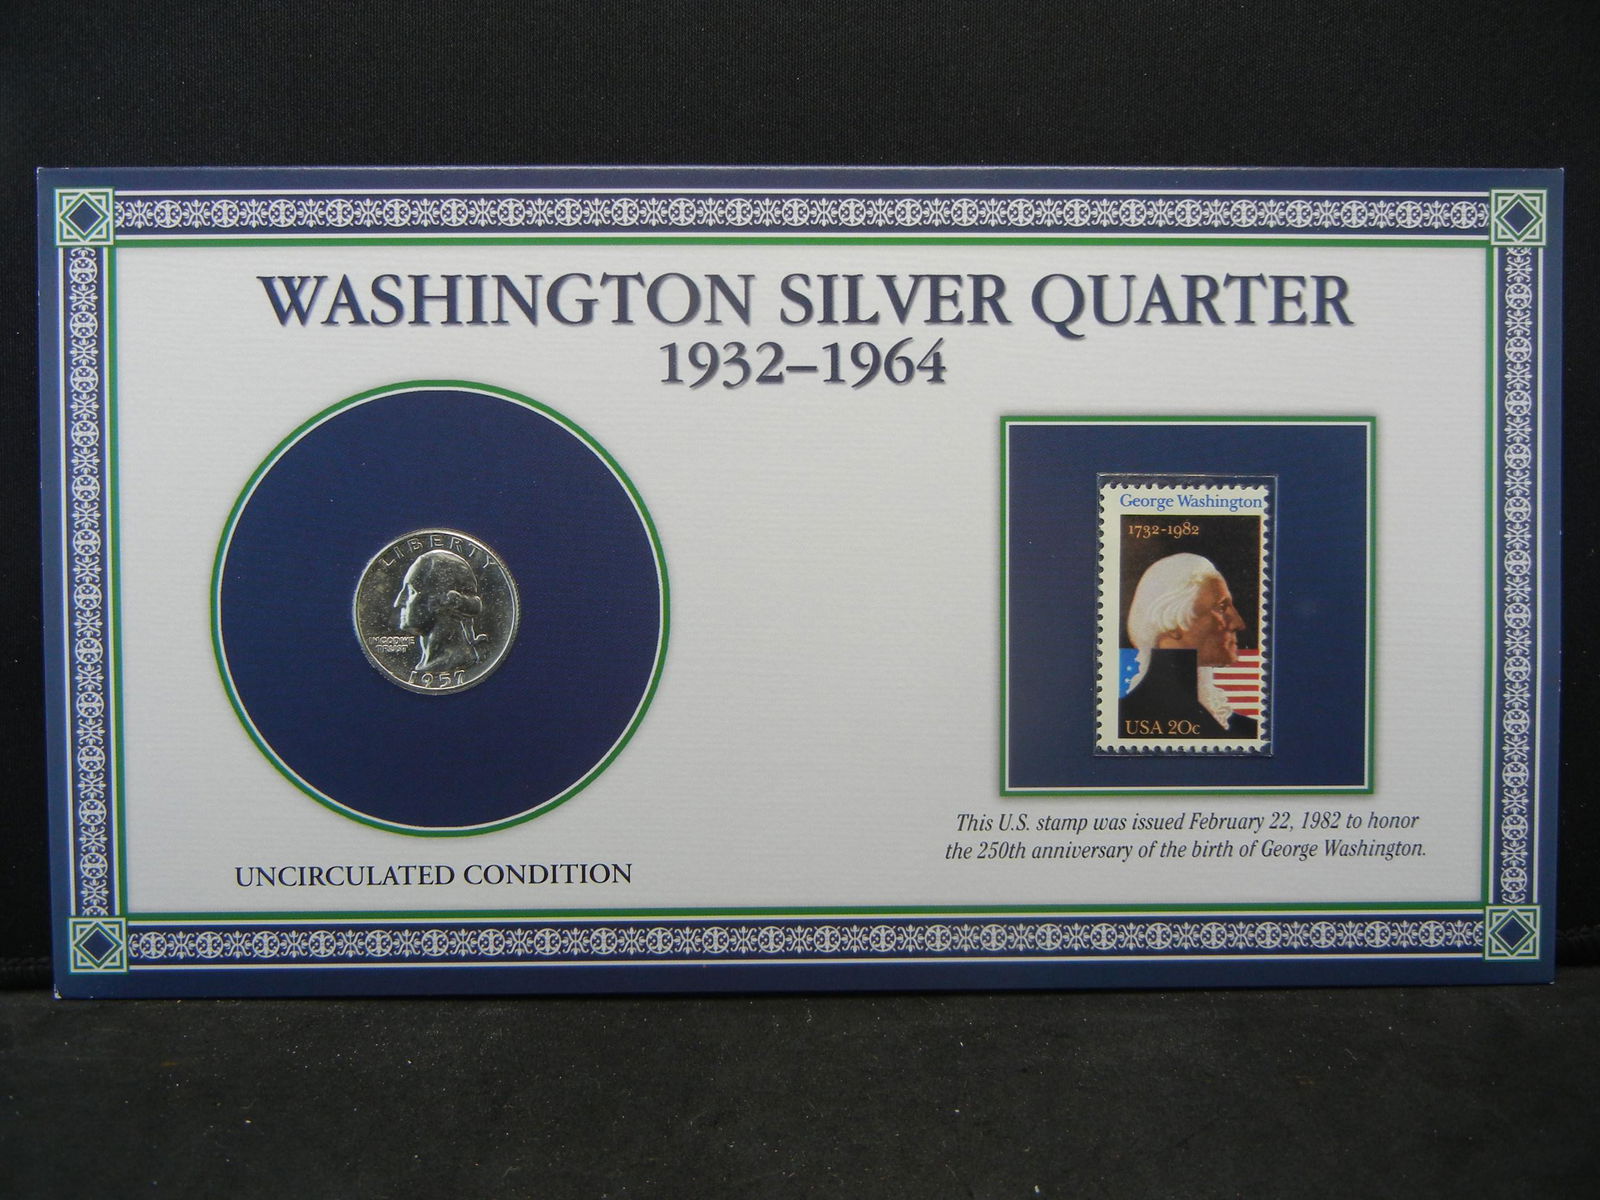 WASHINGTON SILVER QUARTER
1932–1964
LIBERTY
IN GOD WE
TRUST
1957
UNCIRCULATED CONDITION
George Washington
1732-1982
USA 20c
This U.S. stamp was issued February 22, 1982 to honor
the 250th anniversary of the birth of George Washington.